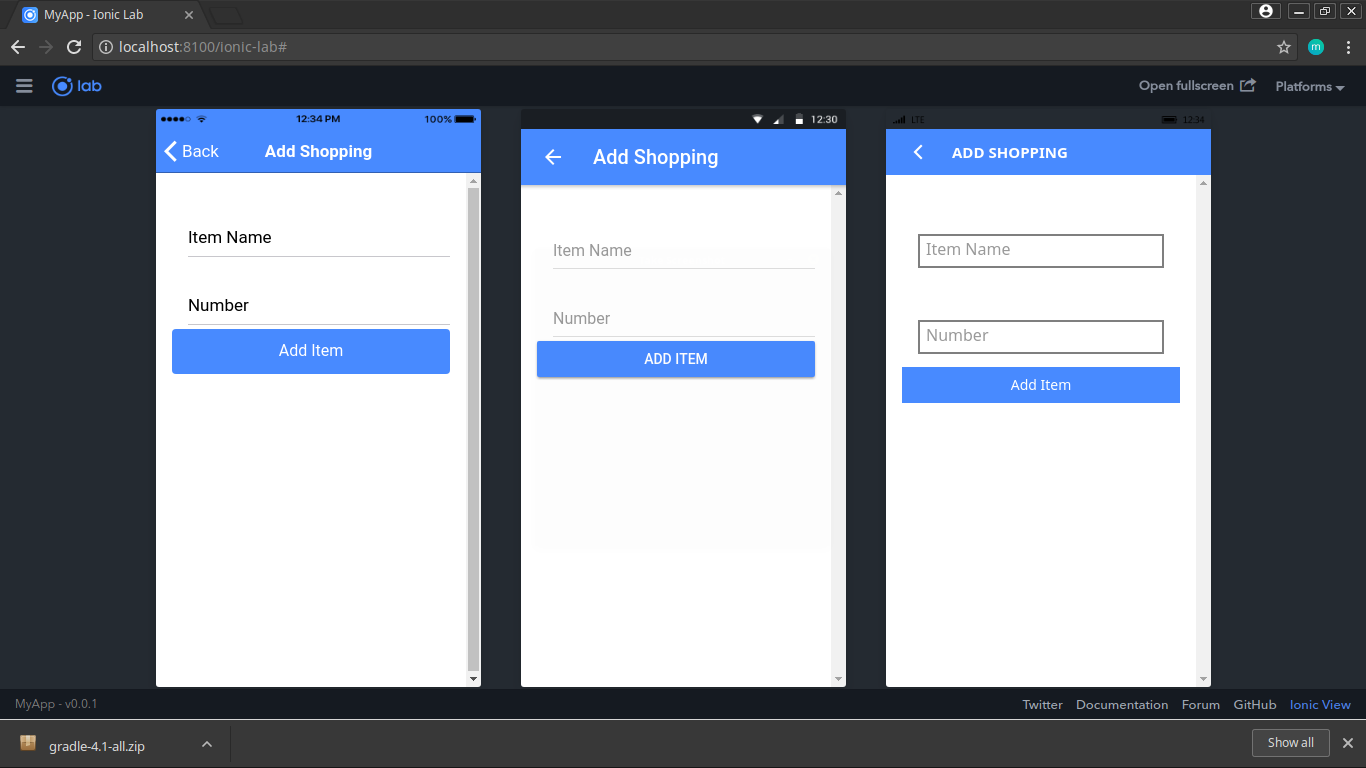 MyApp - Ionic Lab
localhost:8100/ionic-lab#
m
lab
Open fullscreen
Platforms
12:34 PM
100%
Back
Add Shopping
Item Name
Number
Add Item
12:30
Add Shopping
Item Name
Number
ADD ITEM
LTE
12:34
ADD SHOPPING
Item Name
Number
Add Item
MyApp - v0.0.1
Twitter
Documentation
Forum
GitHub
Ionic View
gradle-4.1-all.zip
Show all